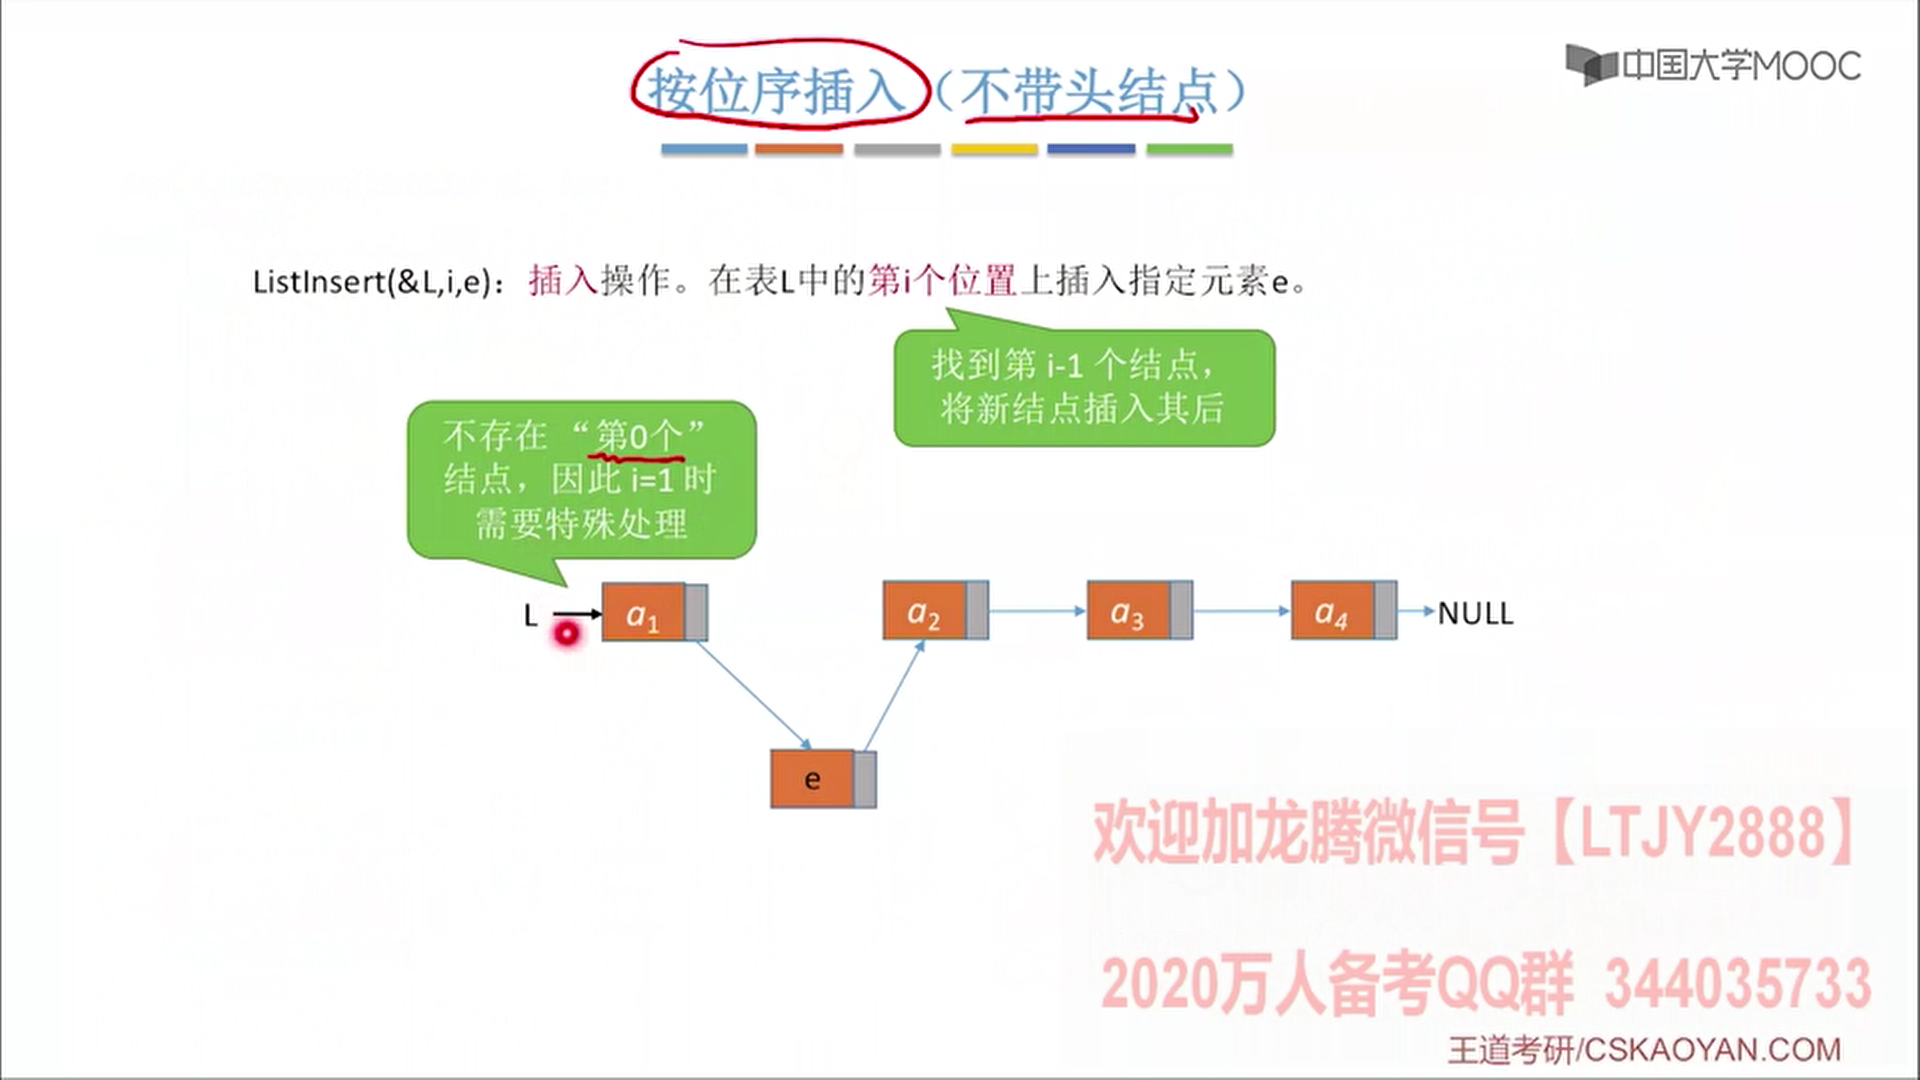 按位序插入（不带头结点）
中国大学MOOC
ListInsert(&L,i,e)：插入操作。在表L中的第i个位置上插入指定元素e。
找到第 i-1 个结点，
将新结点插入其后
不存在 “第0个”
结点，因此 i=1 时
需要特殊处理
L
a1
a2
a3
a4
NULL
e
欢迎加龙腾微信号【LTJY2888】
2020万人备考QQ群 344035733
王道考研/CSKAOYAN.COM